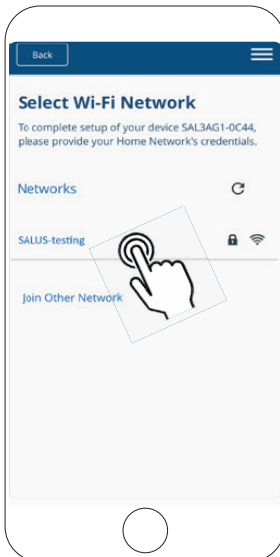 Back
Select Wi-Fi Network
To complete setup of your device SAL3AG1-0C44,
please provide your Home Network's credentials.
Networks
SALUS-testing
Join Other Network